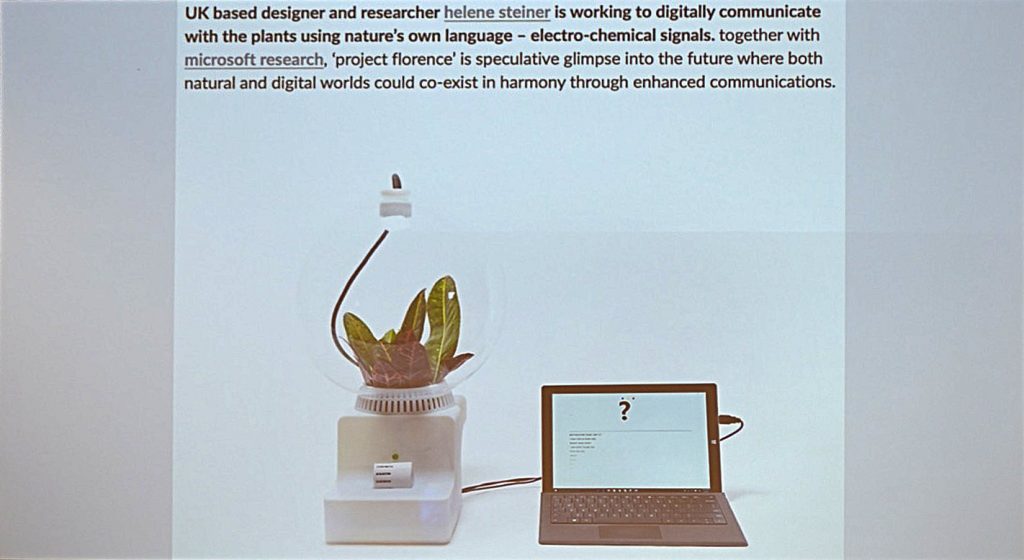 UK based designer and researcher helene steiner is working to digitally communicate
with the plants using nature's own language – electro-chemical signals. together with
microsoft research, 'project florence' is speculative glimpse into the future where both
natural and digital worlds could co-exist in harmony through enhanced communications.
?